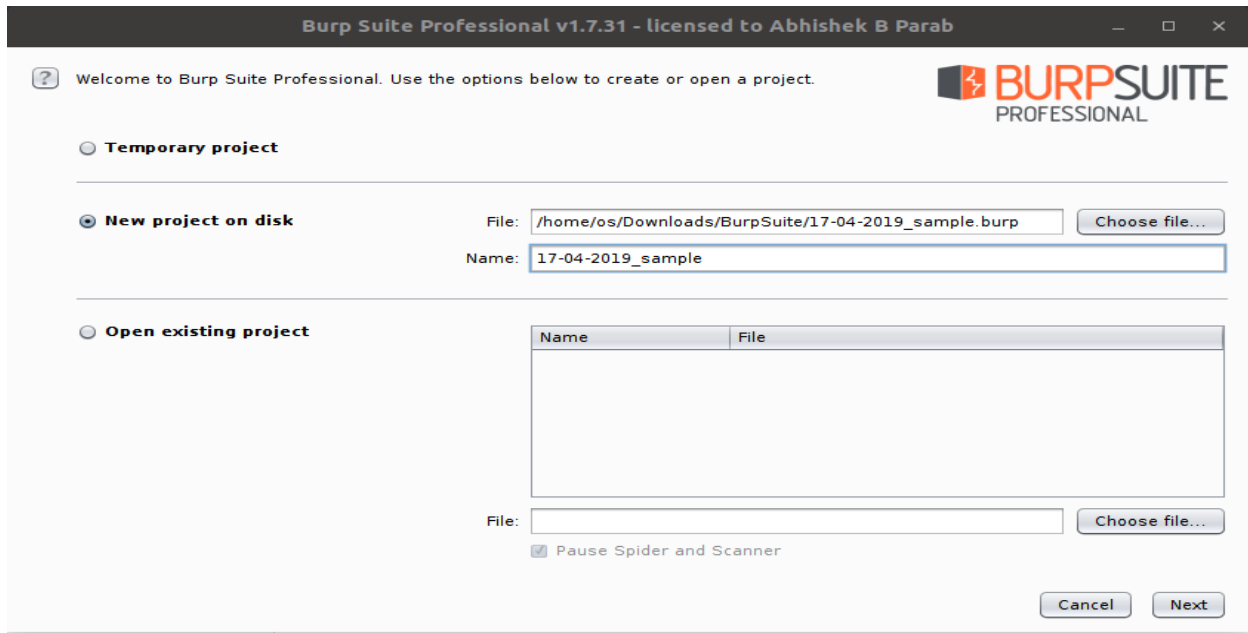 Burp Suite Professional v1.7.31 - licensed to Abhishek B Parab
? Welcome to Burp Suite Professional. Use the options below to create or open a project.
BURPSUITE
PROFESSIONAL
Temporary project
New project on disk File: /home/os/Downloads/BurpSuite/17-04-2019_sample.burp Choose file...
Name: 17-04-2019_sample
Open existing project
Name File
File: Choose file...
Pause Spider and Scanner
Cancel Next